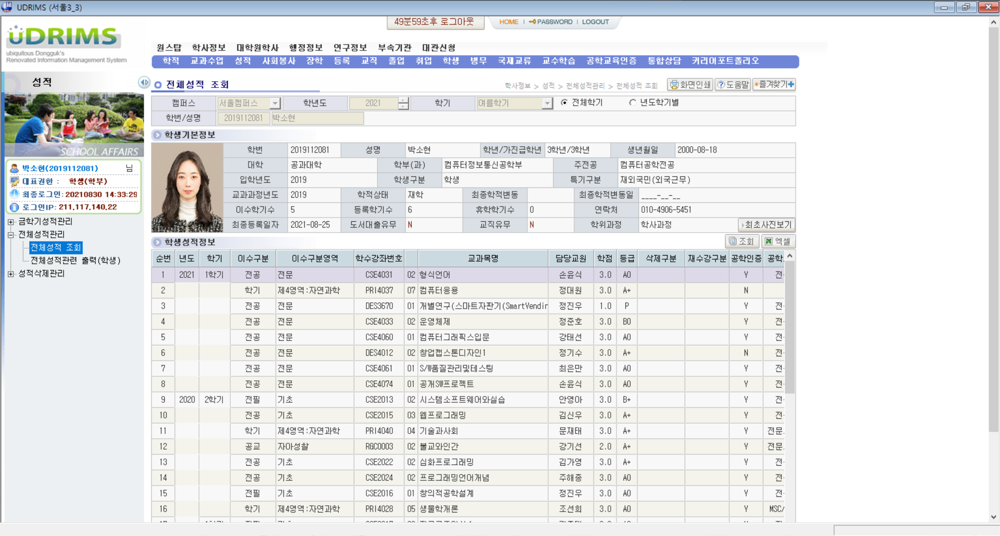 UDRIMS (서울3_3)
49분59초후 로그아웃
HOME | PASSWORD | LOGOUT
uDRIMS
ubiquitous Dongguk's
Renovated Information Management System
원스탑 학사정보 대학원학사 행정정보 연구정보 부속기관 대관신청
학적 교과수업 성적 사회봉사 장학 등록 교직 졸업 취업 학생 병무 국제교류 교수학습 공학교육인증 통합상담 커리어포트폴리오
성적
전체성적 조회
학사정보 > 성적 > 전체성적관리 > 전체성적 조회
화면인쇄 도움말 즐겨찾기
캠퍼스 서울캠퍼스 학년도 2021 학기 여름학기 전체학기 년도학기별
학번/성명 2019112081 박소현
SCHOOL AFFAIRS
박소현(2019112081) 님
대표권한 : 학생(학부)
최종로그인: 20210830 14:33:29
로그인IP: 211.117.140.22
금학기성적관리
전체성적관리
전체성적 조회
전체성적관련 출력(학생)
성적삭제관리
학생기본정보
학번 2019112081 성명 박소현 학년/가진급학년 3학년/3학년 생년월일 2000-08-18
대학 공과대학 학부(과) 컴퓨터정보통신공학부 주전공 컴퓨터공학전공
입학년도 2019 학생구분 학생 특기구분 재외국민(외국근무)
교과과정년도 2019 학적상태 재학 최종학적변동 최종학적변동일 ____-__-__
이수학기수 5 등록학기수 6 휴학학기수 0 연락처 010-4906-5451
최종등록일자 2021-08-25 도서대출유무 N 교직유무 N 학위과정 학사과정 최초사진보기
학생성적정보
조회 엑셀
순번 년도 학기 이수구분 이수구분영역 학수강좌번호 교과목명 담당교원 학점 등급 삭제구분 재수강구분 공학인증 공학
1 2021 1학기 전공 전문 CSE4031 02 형식언어 손윤식 3.0 A0 Y 전
2 학기 제4영역:자연과학 PRI4037 07 컴퓨터응용 정대원 3.0 A+ N
3 전공 전문 DES3670 01 개별연구(스마트자판기(SmartVendir 정진우 1.0 P Y 전
4 전공 전문 CSE4033 02 운영체제 정준호 3.0 B0 Y 전
5 전공 전문 CSE4060 01 컴퓨터그래픽스입문 강태선 3.0 A0 Y 전
6 전공 전문 DES4012 02 창업캡스톤디자인1 정기수 3.0 A+ N 전
7 전공 전문 CSE4061 01 S/W품질관리및테스팅 최은만 3.0 A0 Y 전
8 전공 전문 CSE4074 01 공개SW프로젝트 손윤식 3.0 A0 Y 전
9 2020 2학기 전필 기초 CSE2013 02 시스템소프트웨어와실습 안영아 3.0 B+ Y 전
10 전공 기초 CSE2015 03 웹프로그래밍 김신우 3.0 A+ Y 전
11 학기 제4영역:자연과학 PRI4040 04 기술과사회 문재태 3.0 A+ Y 전문
12 공교 자아성찰 RGC0003 02 불교와인간 강기선 2.0 A+ Y 전문
13 전공 기초 CSE2022 02 심화프로그래밍 김가영 3.0 A+ Y 전
14 전공 기초 CSE2024 02 프로그래밍언어개념 주해종 3.0 A0 Y 전
15 전필 기초 CSE2016 01 창의적공학설계 정진우 3.0 A0 Y 전
16 학기 제4영역:자연과학 PRI4028 05 생물학개론 조선희 3.0 A0 Y MSC/